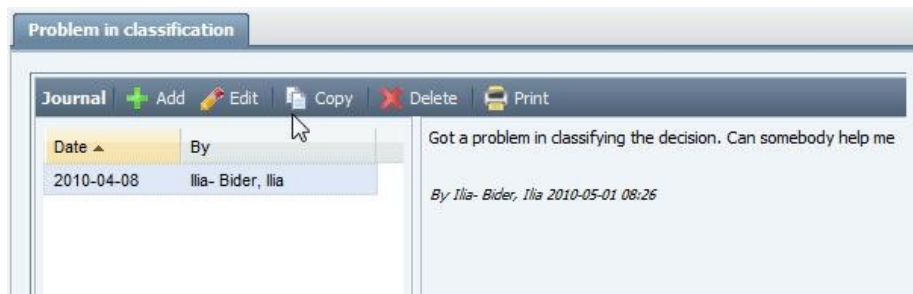 Problem in classification
Journal Add Edit Copy Delete Print
Date By
2010-04-08 Ilia- Bider, Ilia
Got a problem in classifying the decision. Can somebody help me
By Ilia- Bider, Ilia 2010-05-01 08:26